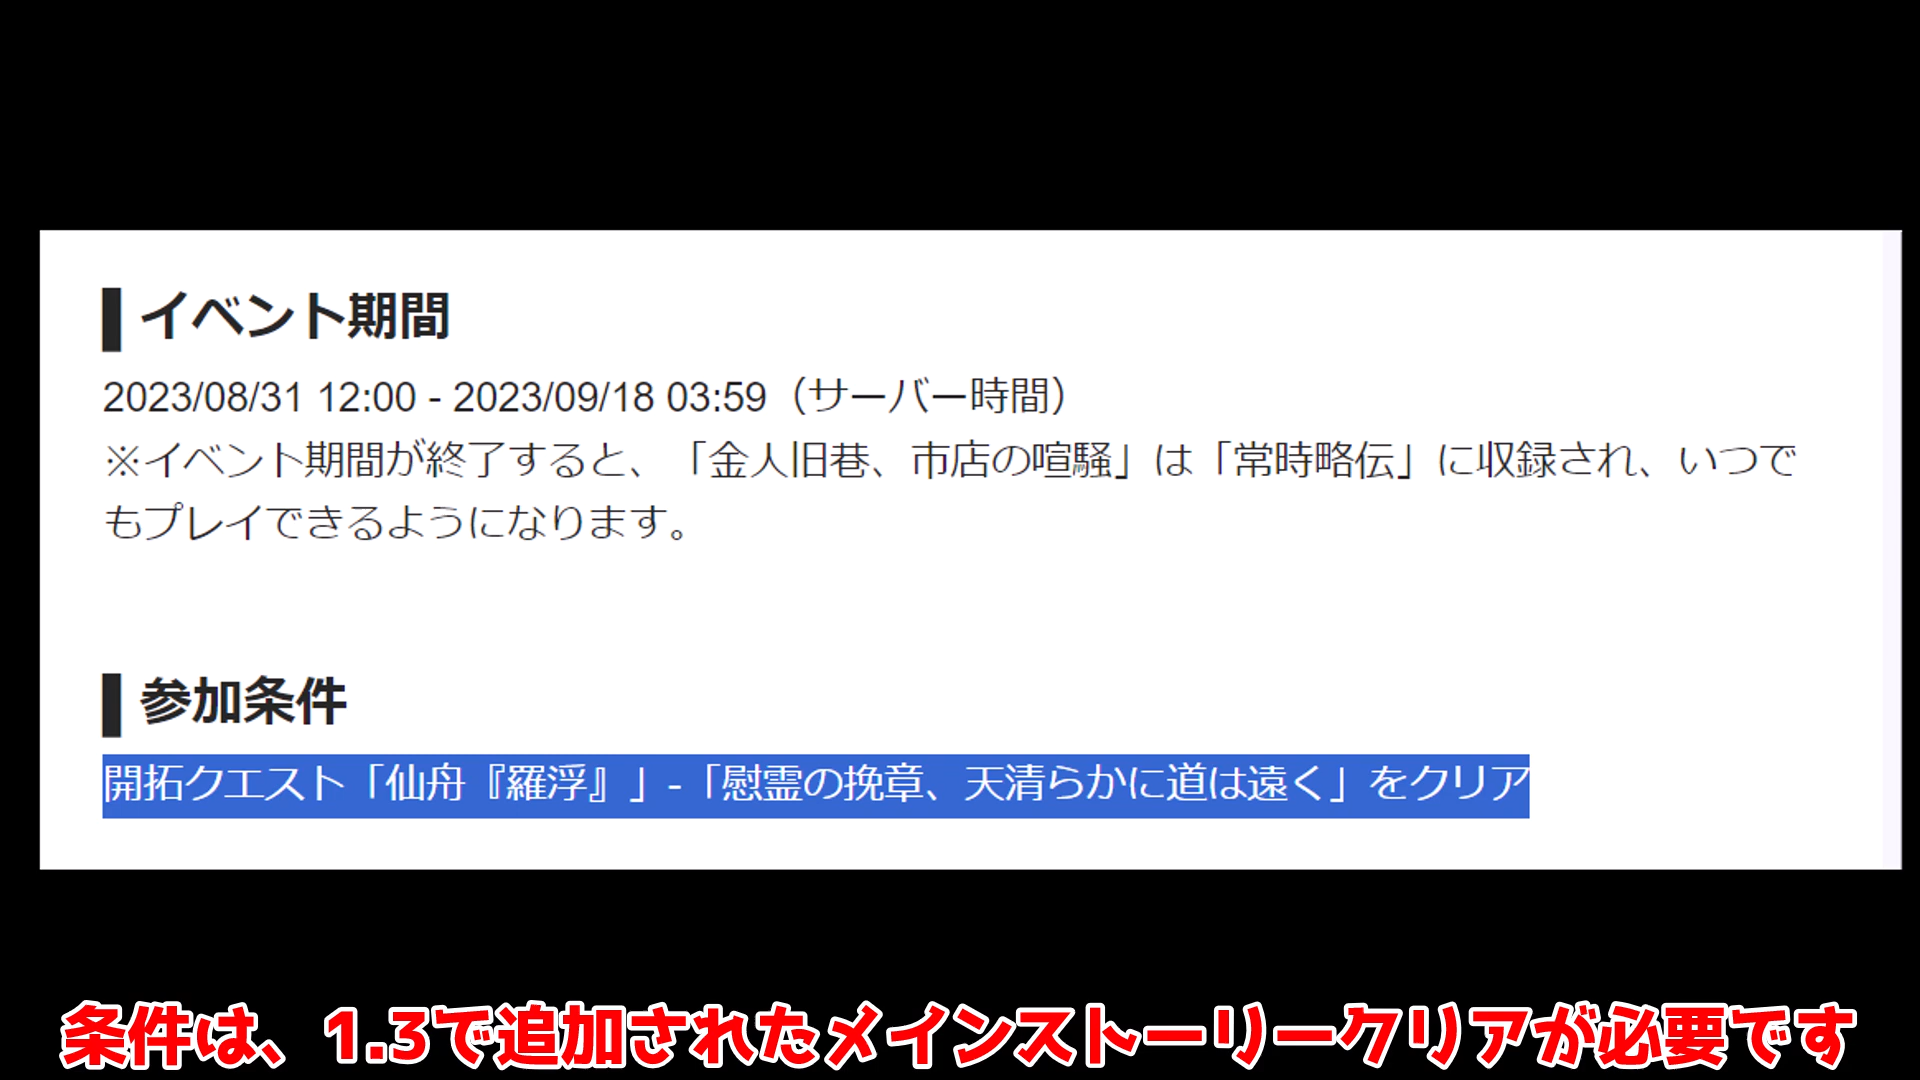 イベント期間
2023/08/31 12:00 - 2023/09/18 03:59（サーバー時間）
※イベント期間が終了すると、「金人旧巷、市店の喧騒」は「常時略伝」に収録され、いつで
もプレイできるようになります。
参加条件
開拓クエスト「仙舟『羅浮』」-「慰霊の挽章、天清らかに道は遠く」をクリア
条件は、1.3で追加されたメインストーリークリアが必要です